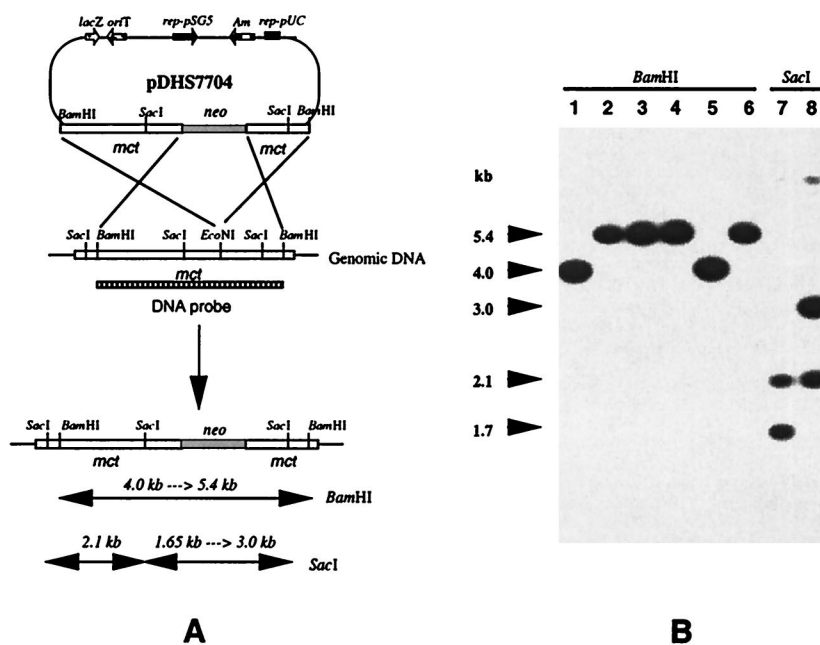 lacZ oriT rep-pSG5 Am rep-pUC
pDHS7704
BamHI SacI neo SacI BamHI
mct mct
SacI BamHI SacI EcoNI SacI BamHI
Genomic DNA
mct
DNA probe
SacI BamHI SacI neo SacI BamHI
mct mct
4.0 kb ---> 5.4 kb
BamHI
2.1 kb 1.65 kb ---> 3.0 kb
SacI
A
BamHI SacI
1 2 3 4 5 6 7 8
kb
5.4
4.0
3.0
2.1
1.7
B